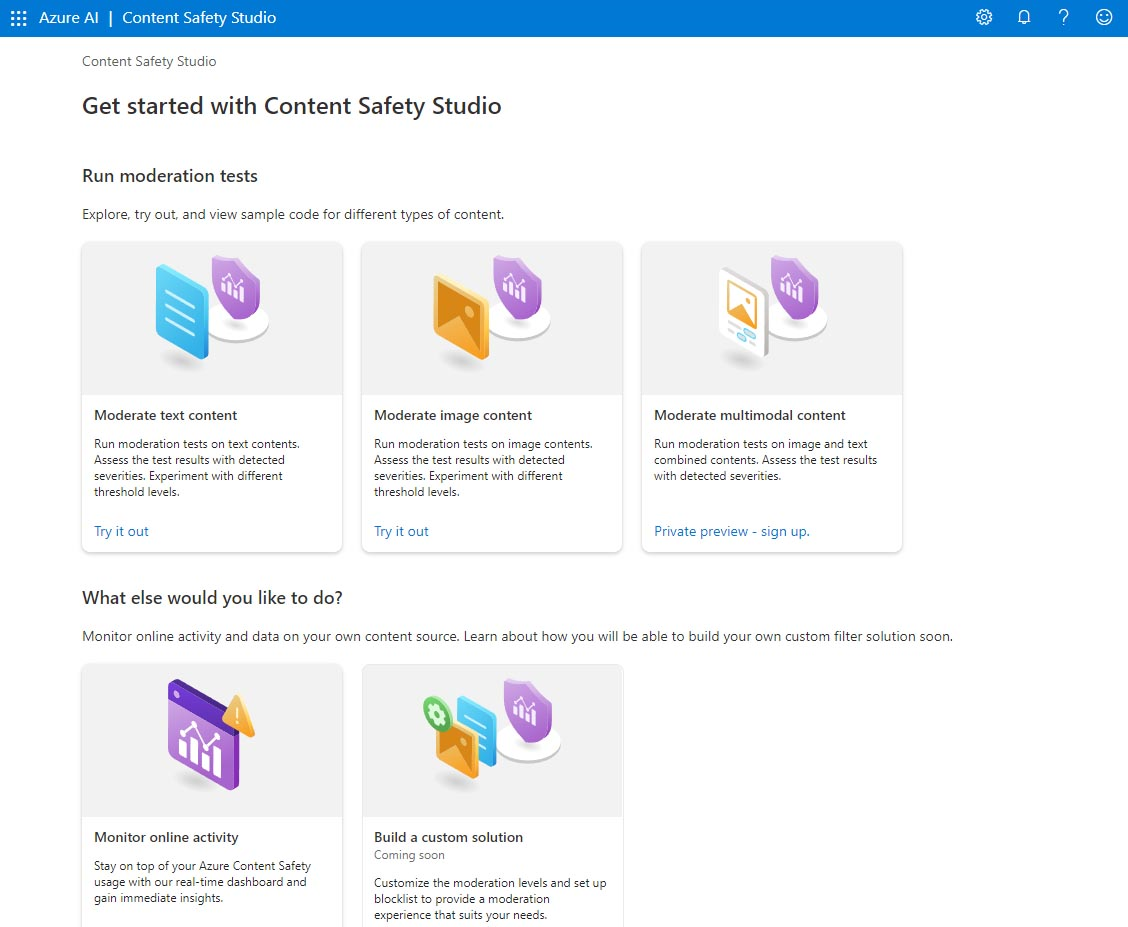 Azure AI | Content Safety Studio
Content Safety Studio
Get started with Content Safety Studio
Run moderation tests
Explore, try out, and view sample code for different types of content.
Moderate text content
Run moderation tests on text contents.
Assess the test results with detected
severities. Experiment with different
threshold levels.
Try it out
Moderate image content
Run moderation tests on image contents.
Assess the test results with detected
severities. Experiment with different
threshold levels.
Try it out
Moderate multimodal content
Run moderation tests on image and text
combined contents. Assess the test results
with detected severities.
Private preview - sign up.
What else would you like to do?
Monitor online activity and data on your own content source. Learn about how you will be able to build your own custom filter solution soon.
Monitor online activity
Stay on top of your Azure Content Safety
usage with our real-time dashboard and
gain immediate insights.
Build a custom solution
Coming soon
Customize the moderation levels and set up
blocklist to provide a moderation
experience that suits your needs.